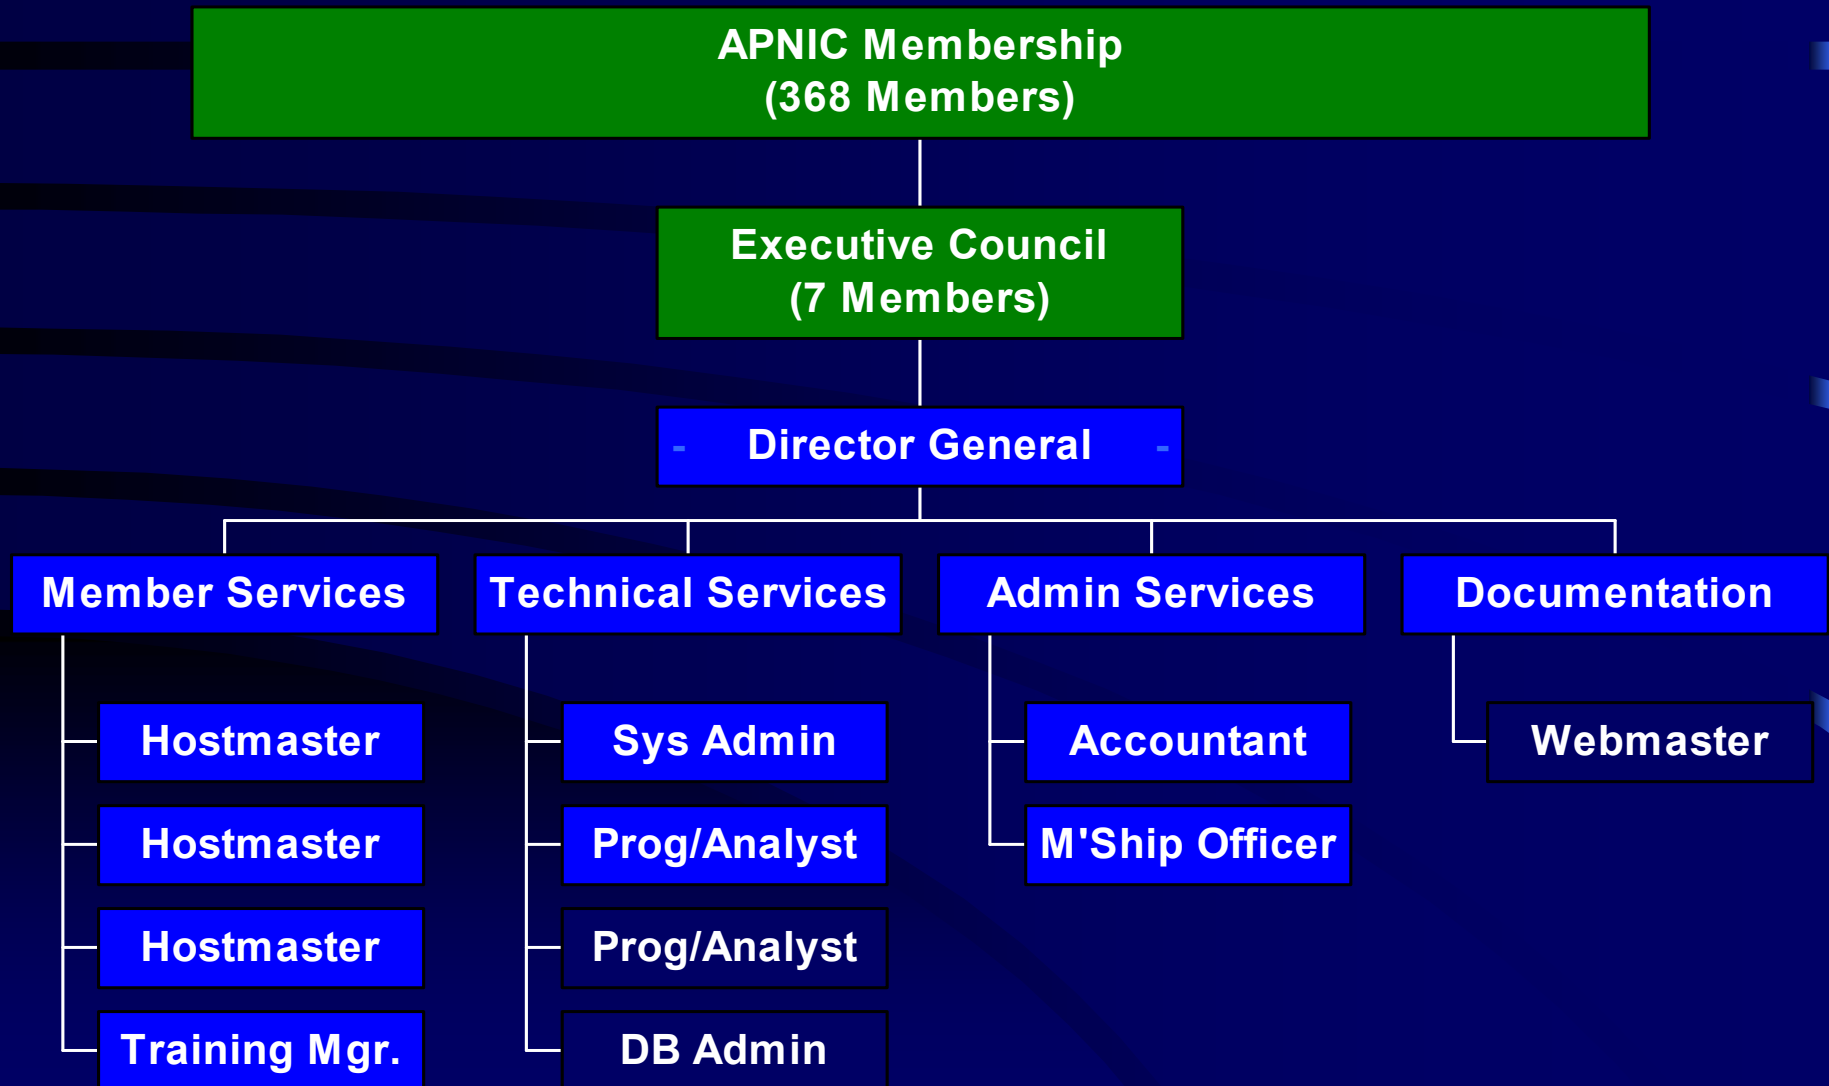 APNIC Membership
(368 Members)
Executive Council
(7 Members)
- Director General -
Member Services
Technical Services
Admin Services
Documentation
Hostmaster
Sys Admin
Accountant
Webmaster
Hostmaster
Prog/Analyst
M'Ship Officer
Hostmaster
Prog/Analyst
Training Mgr.
DB Admin